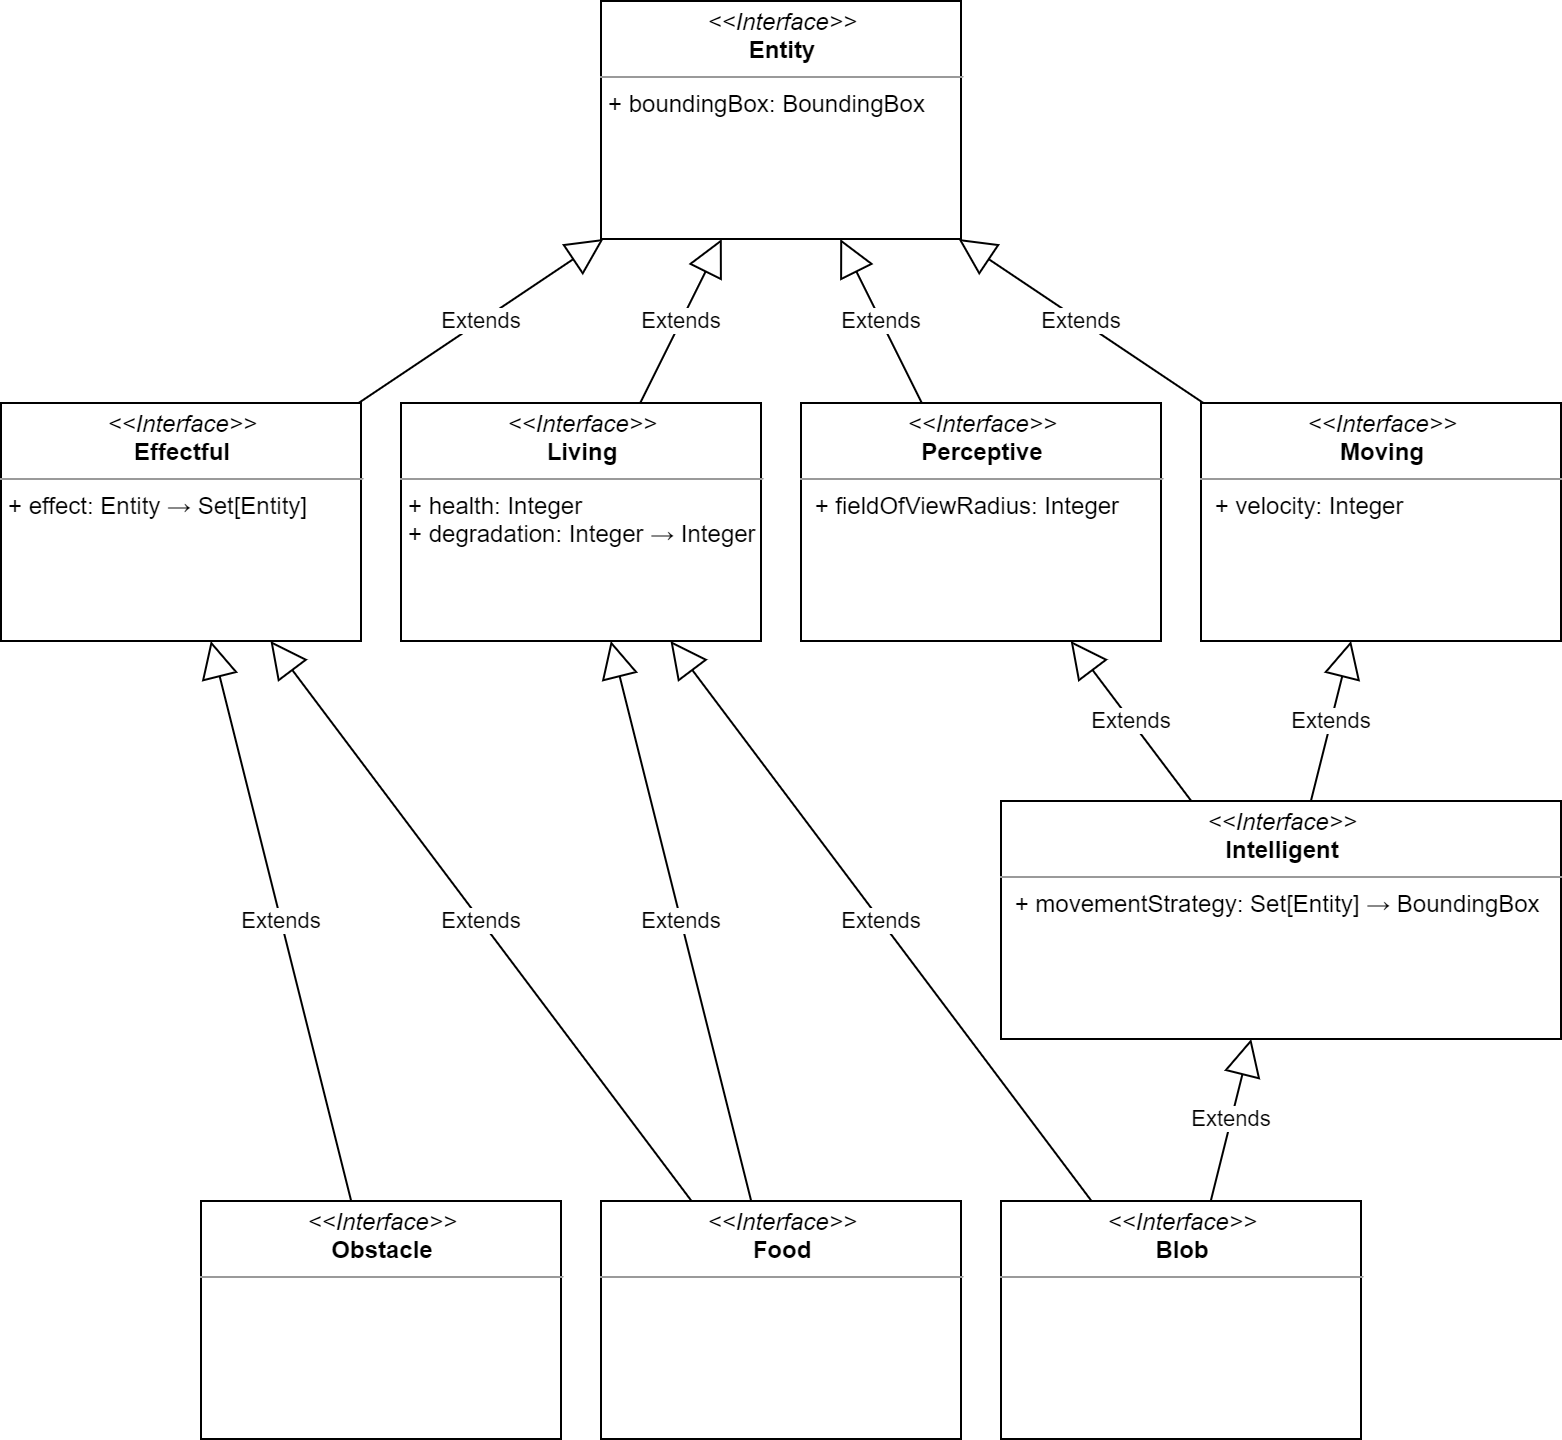 <<Interface>>
Entity
+ boundingBox: BoundingBox
Extends
Extends
Extends
Extends
<<Interface>>
Effectful
+ effect: Entity → Set[Entity]
<<Interface>>
Living
+ health: Integer
+ degradation: Integer → Integer
<<Interface>>
Perceptive
+ fieldOfViewRadius: Integer
<<Interface>>
Moving
+ velocity: Integer
Extends
Extends
<<Interface>>
Intelligent
+ movementStrategy: Set[Entity] → BoundingBox
Extends
Extends
Extends
Extends
Extends
<<Interface>>
Obstacle
<<Interface>>
Food
<<Interface>>
Blob